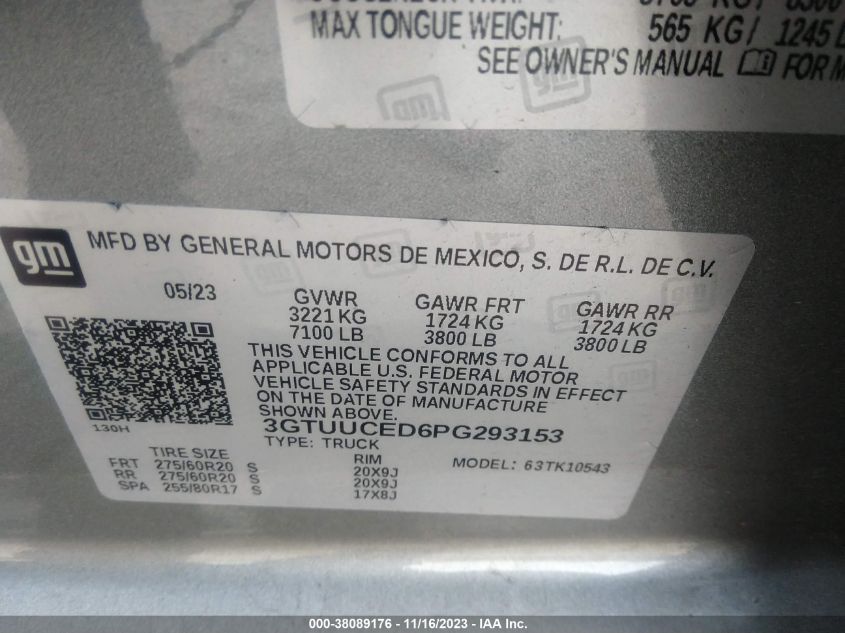 MAX TONGUE WEIGHT: 565 KG / 1245 L
SEE OWNER'S MANUAL FOR M
gm
gm
gm MFD BY GENERAL MOTORS DE MEXICO, S. DE R.L. DE C.V.
05/23 GVWR GAWR FRT GAWR RR
3221 KG 1724 KG 1724 KG
7100 LB 3800 LB 3800 LB
THIS VEHICLE CONFORMS TO ALL
APPLICABLE U.S. FEDERAL MOTOR
VEHICLE SAFETY STANDARDS IN EFFECT
ON THE DATE OF MANUFACTURE
SHOWN ABOVE.
130H 3GTUUCED6PG293153
TYPE: TRUCK
TIRE SIZE RIM MODEL: 63TK10543
FRT 275/60R20 S 20X9J
RR 275/60R20 S 20X9J
SPA 255/80R17 S 17X8J
000-38089176 - 11/16/2023 - IAA Inc.